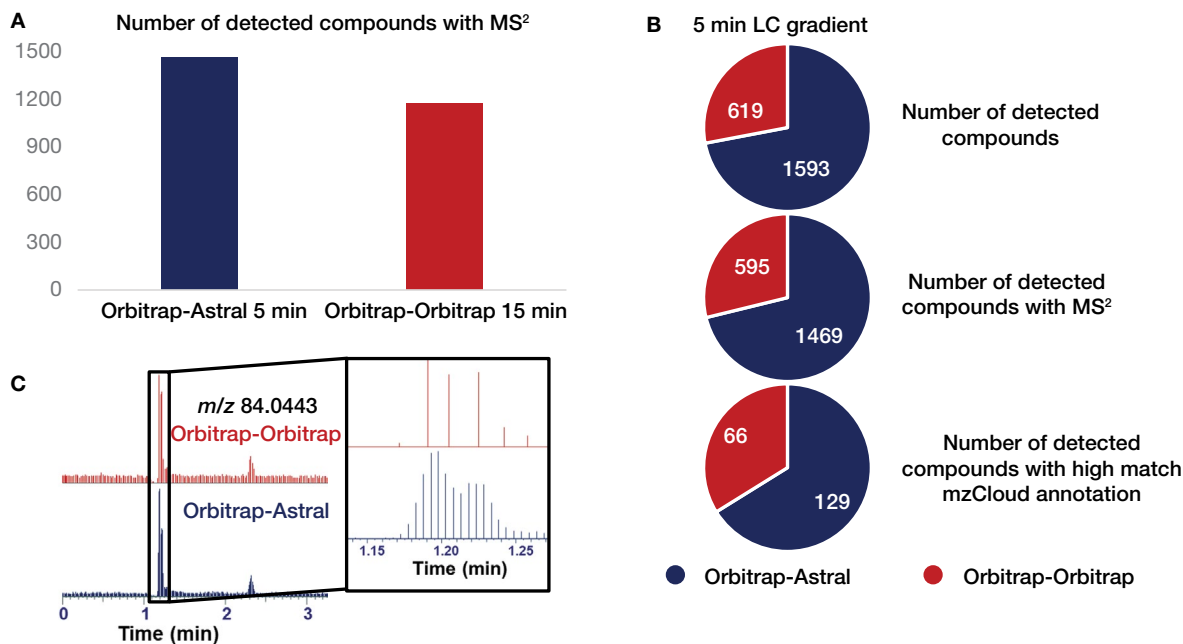 A
Number of detected compounds with MS²
1500
1200
900
600
300
0
Orbitrap-Astral 5 min
Orbitrap-Orbitrap 15 min
B
5 min LC gradient
619
1593
Number of detected
compounds
595
1469
Number of detected
compounds with MS²
66
129
Number of detected
compounds with high match
mzCloud annotation
Orbitrap-Astral
Orbitrap-Orbitrap
C
m/z 84.0443
Orbitrap-Orbitrap
Orbitrap-Astral
0 1 2 3
Time (min)
1.15 1.20 1.25
Time (min)